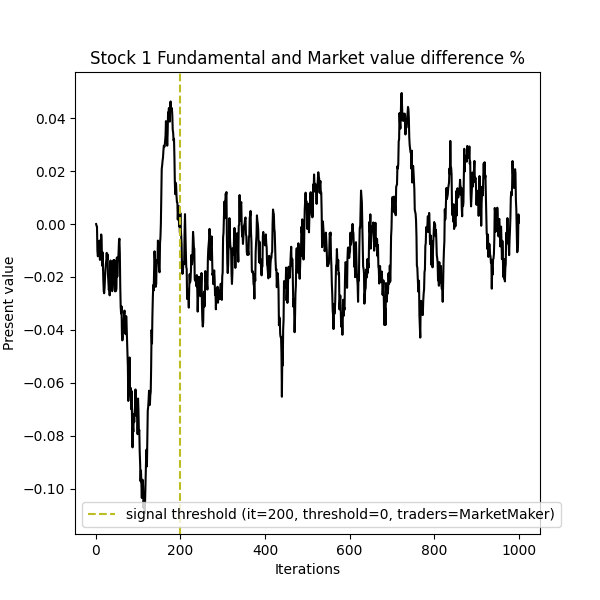 Stock 1 Fundamental and Market value difference %
Present value
0.04
0.02
0.00
−0.02
−0.04
−0.06
−0.08
−0.10
signal threshold (it=200, threshold=0, traders=MarketMaker)
0 200 400 600 800 1000
Iterations